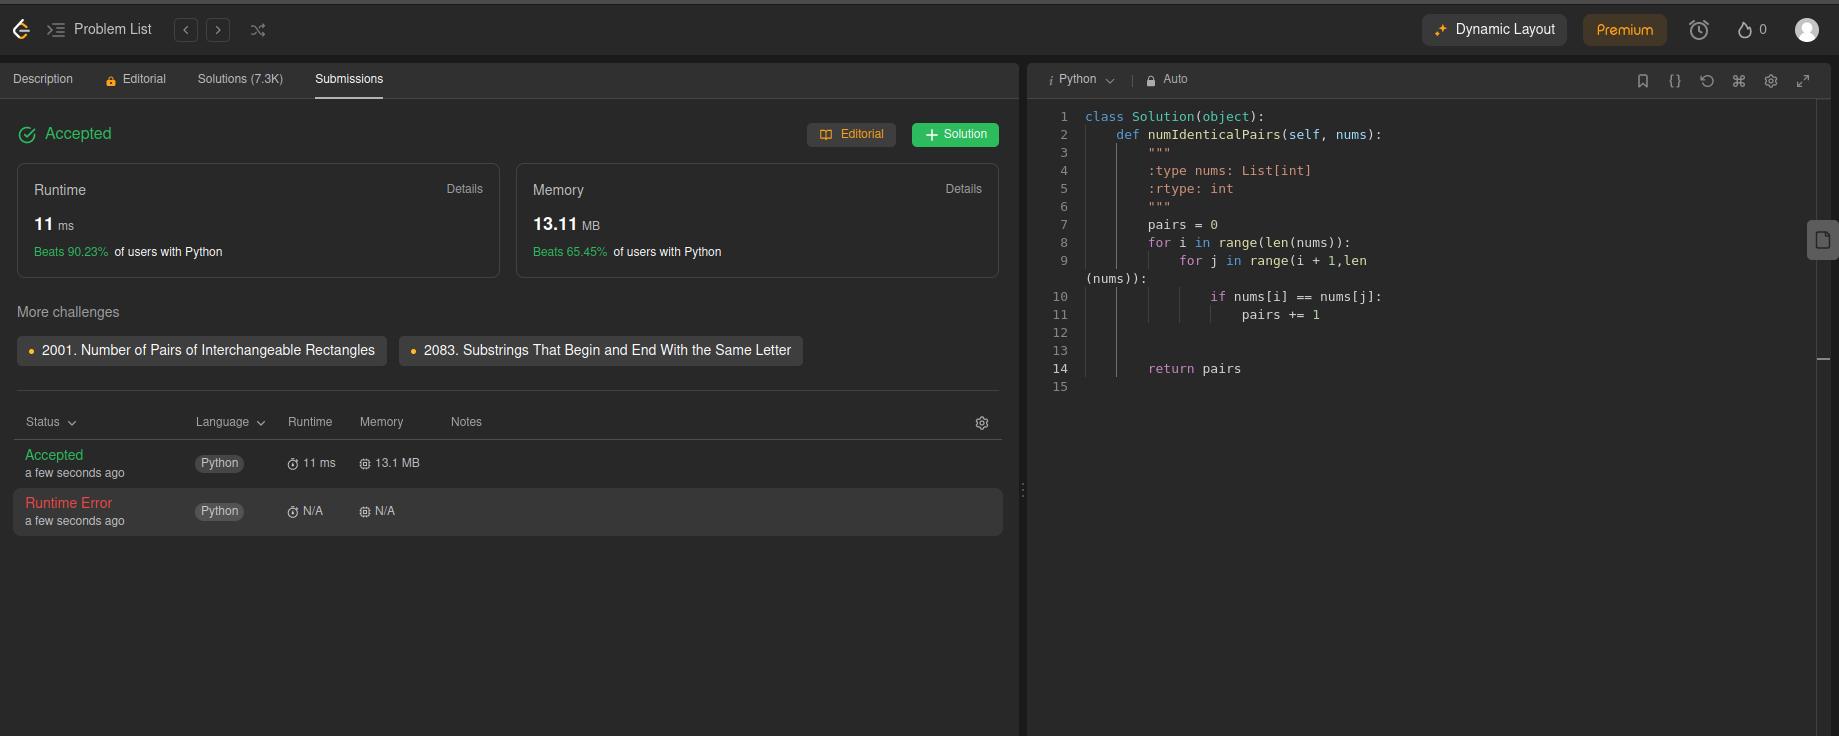 Problem List
Dynamic Layout
Premium
0
Description
Editorial
Solutions (7.3K)
Submissions
Accepted
Editorial
Solution
Runtime
Details
11 ms
Beats 90.23% of users with Python
Memory
Details
13.11 MB
Beats 65.45% of users with Python
More challenges
2001. Number of Pairs of Interchangeable Rectangles
2083. Substrings That Begin and End With the Same Letter
Status Language Runtime Memory Notes
Accepted
a few seconds ago
Python
11 ms
13.1 MB
Runtime Error
a few seconds ago
Python
N/A
N/A
i Python
Auto
1 class Solution(object):
2 def numIdenticalPairs(self, nums):
3 """
4 :type nums: List[int]
5 :rtype: int
6 """
7 pairs = 0
8 for i in range(len(nums)):
9 for j in range(i + 1,len
(nums)):
10 if nums[i] == nums[j]:
11 pairs += 1
12
13
14 return pairs
15